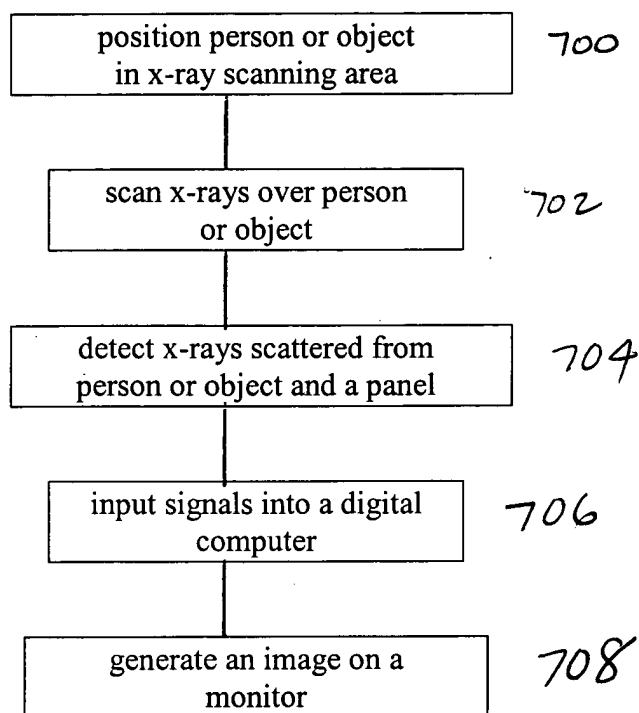 position person or object
in x-ray scanning area
700
scan x-rays over person
or object
702
detect x-rays scattered from
person or object and a panel
704
input signals into a digital
computer
706
generate an image on a
monitor
708